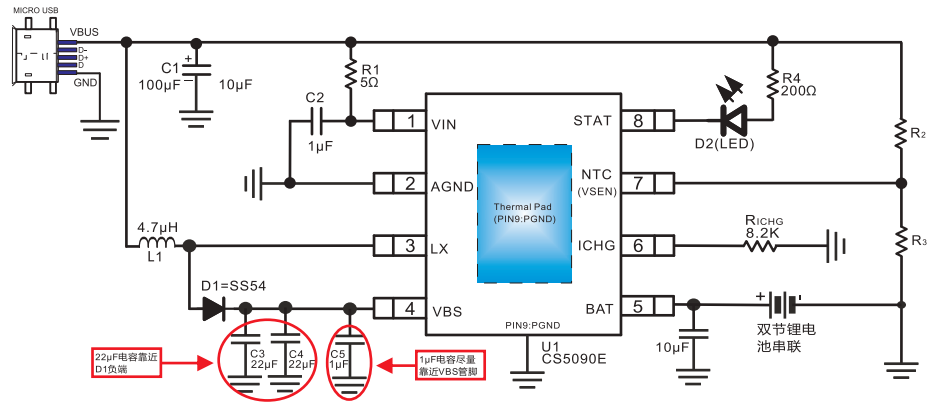 MICRO USB
VBUS
D-
D+
D
GND
C1
+
100µF
10µF
R1
5Ω
C2
1µF
1
VIN
2
AGND
3
LX
4
VBS
8
STAT
7
NTC
(VSEN)
6
ICHG
5
BAT
Thermal Pad
(PIN9:PGND)
PIN9:PGND
U1
CS5090E
D2(LED)
R4
200Ω
R2
R3
RICHG
8.2K
+
-
双节锂电
池串联
10µF
4.7µH
L1
D1=SS54
C3
22µF
C4
22µF
C5
1µF
22µF电容靠近
D1负端
1µF电容尽量
靠近VBS管脚